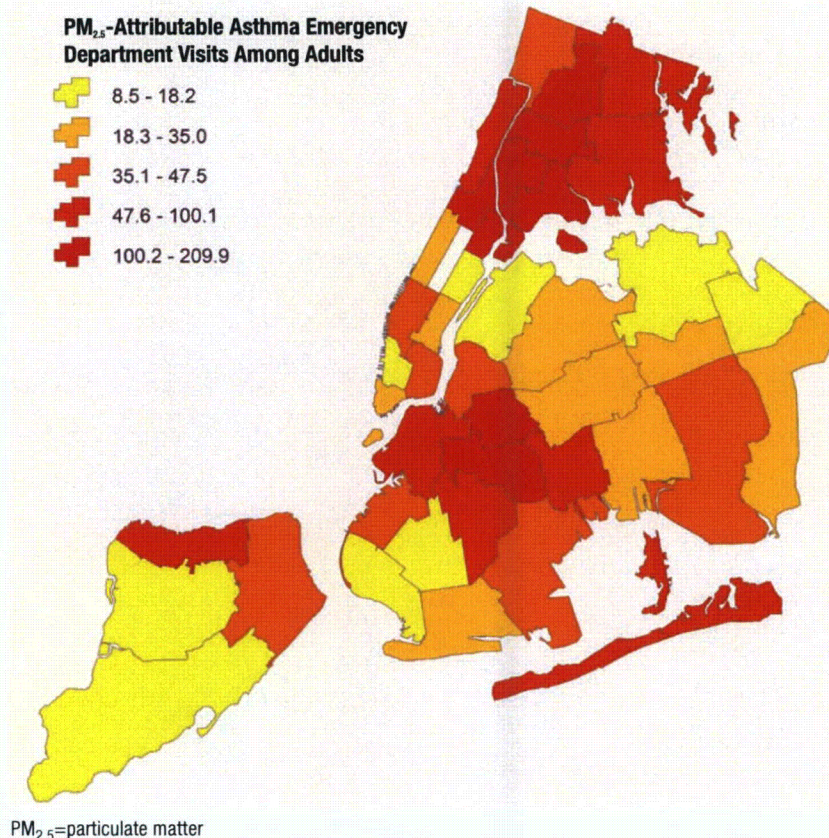 PM2.5-Attributable Asthma Emergency
Department Visits Among Adults
8.5 - 18.2
18.3 - 35.0
35.1 - 47.5
47.6 - 100.1
100.2 - 209.9
PM2.5=particulate matter